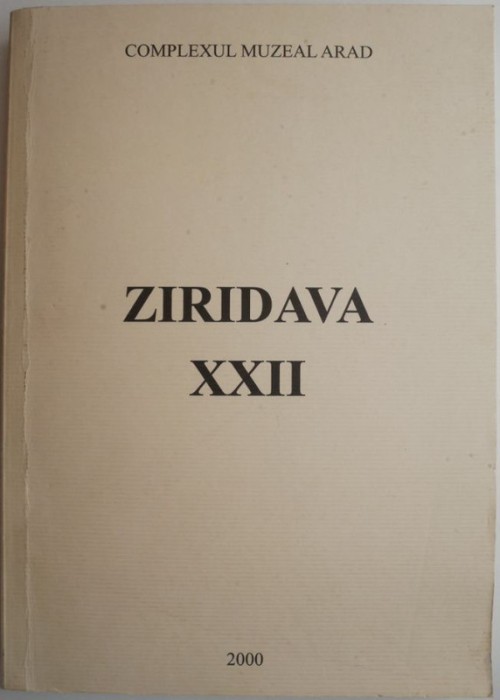 COMPLEXUL MUZEAL ARAD
ZIRIDAVA
XXII
2000